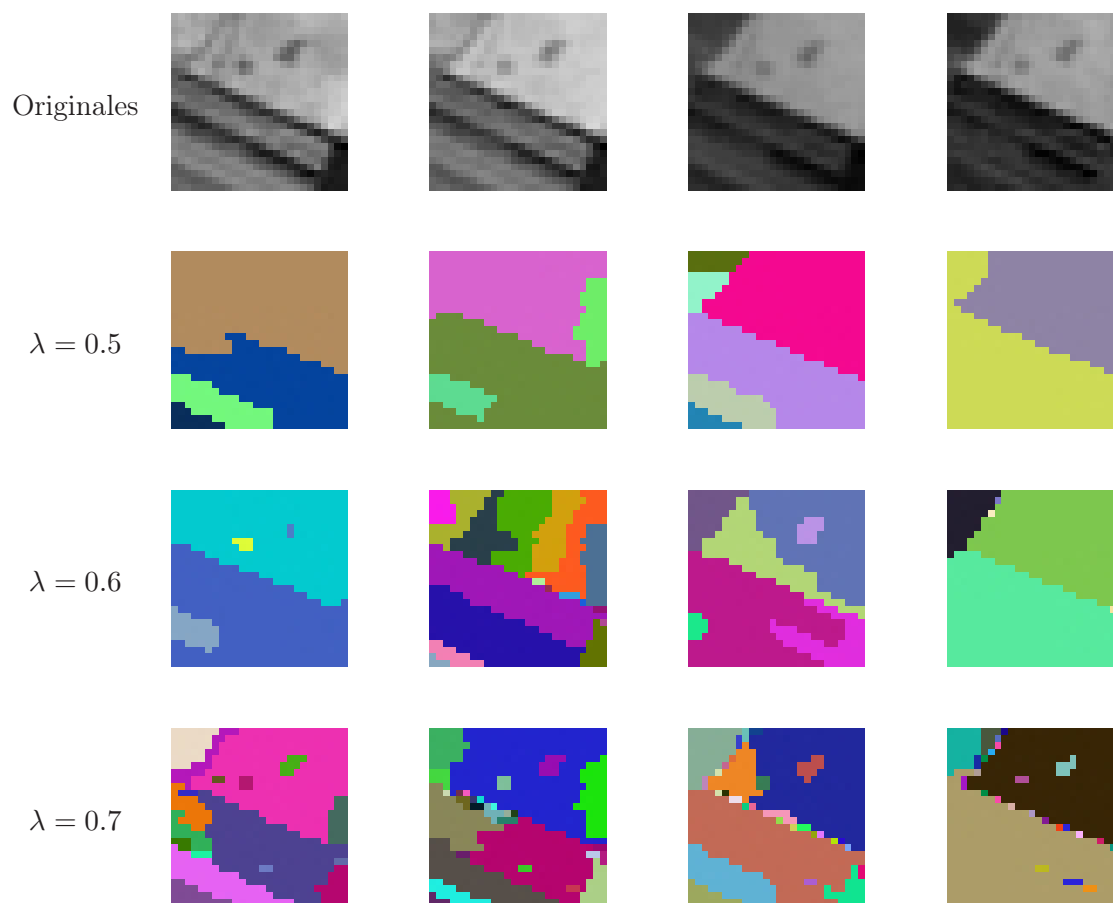 Originales
λ = 0.5
λ = 0.6
λ = 0.7